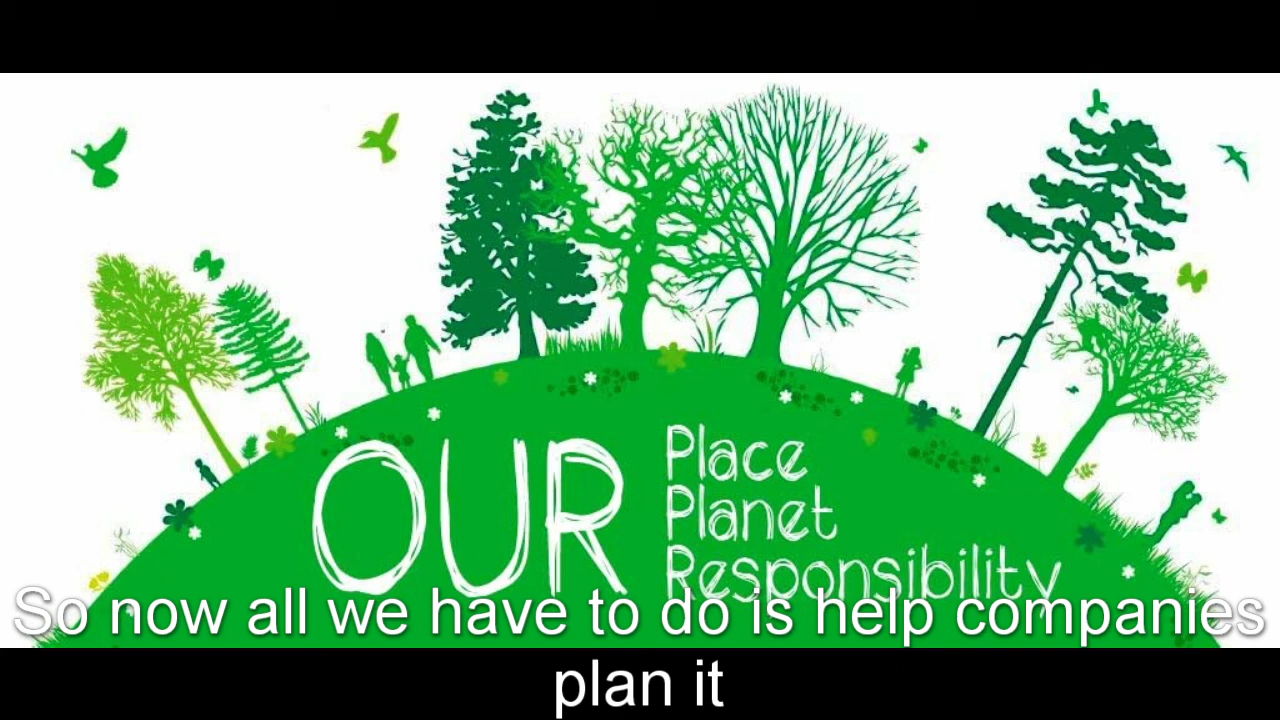 OUR
Place
Planet
Responsibility
So now all we have to do is help companies
plan it